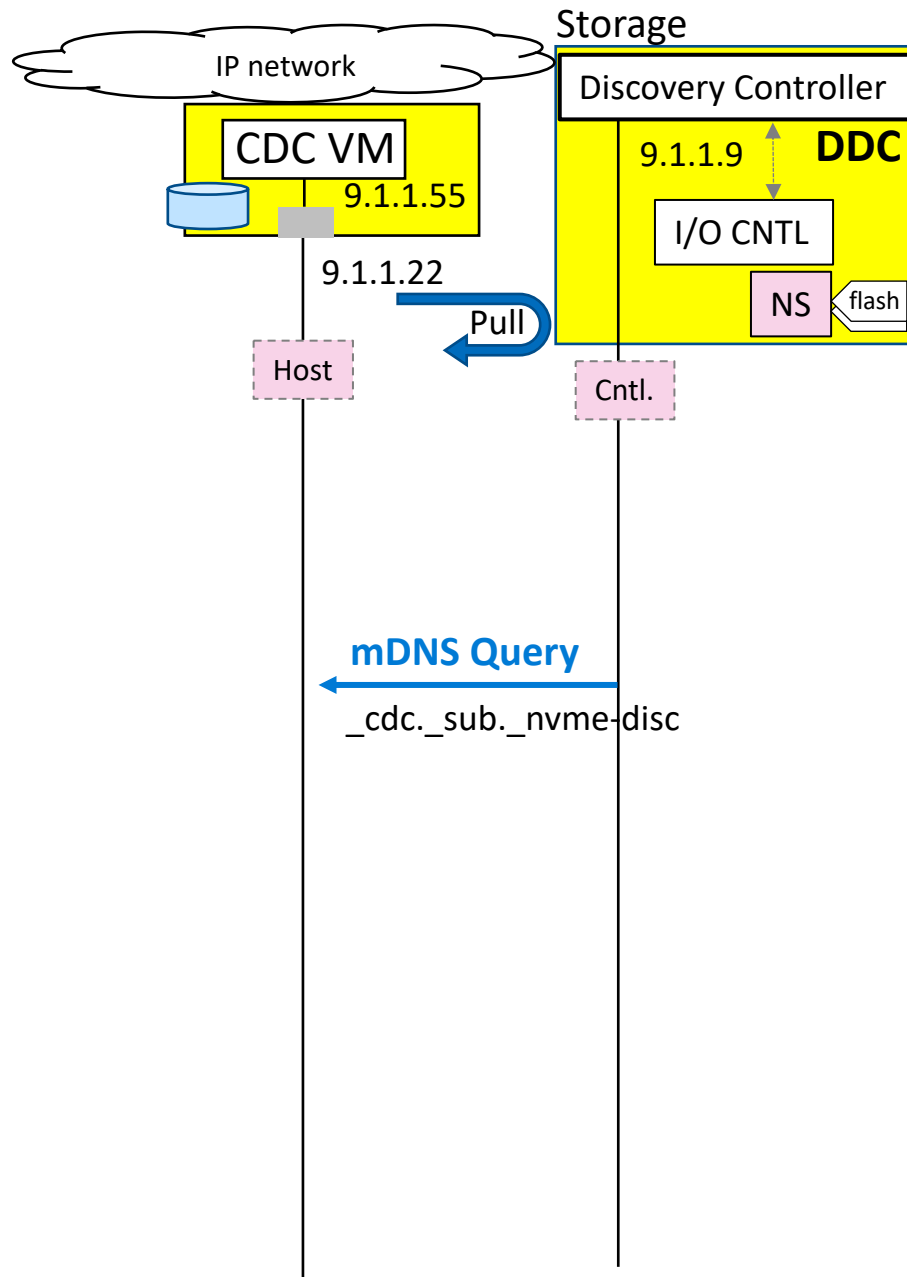 Storage
IP network
Discovery Controller
CDC VM
9.1.1.9
DDC
9.1.1.55
I/O CNTL
9.1.1.22
NS
flash
Pull
Host
Cntl.
mDNS Query
_cdc._sub._nvme-disc